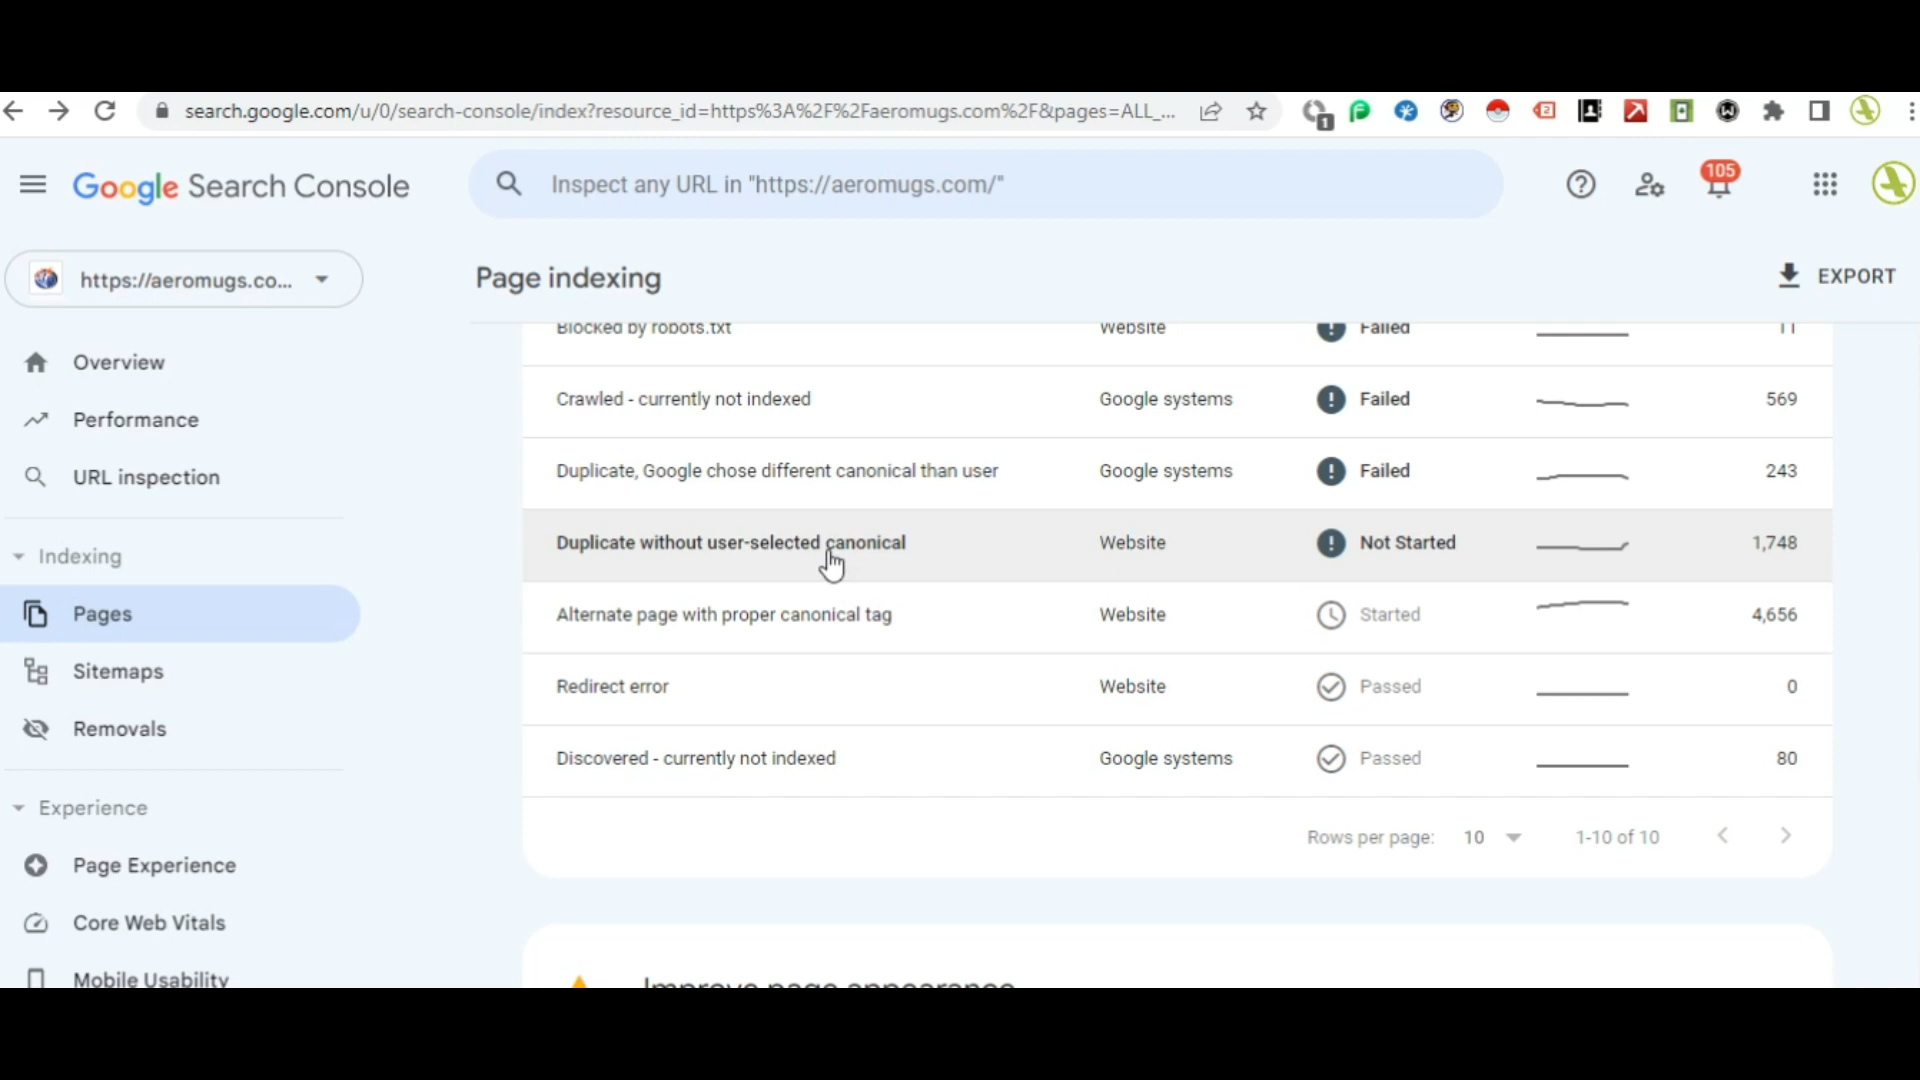 search.google.com/u/0/search-console/index?resource_id=https%3A%2F%2Faeromugs.com%2F&pages=ALL_...
1
2
Google Search Console
Inspect any URL in "https://aeromugs.com/"
105
https://aeromugs.co...
Page indexing
EXPORT
Overview
Performance
URL inspection
Indexing
Pages
Sitemaps
Removals
Experience
Page Experience
Core Web Vitals
Mobile Usability
Blocked by robots.txt Website Failed 11
Crawled - currently not indexed Google systems Failed 569
Duplicate, Google chose different canonical than user Google systems Failed 243
Duplicate without user-selected canonical Website Not Started 1,748
Alternate page with proper canonical tag Website Started 4,656
Redirect error Website Passed 0
Discovered - currently not indexed Google systems Passed 80
Rows per page: 10 1-10 of 10
Improve page appearance